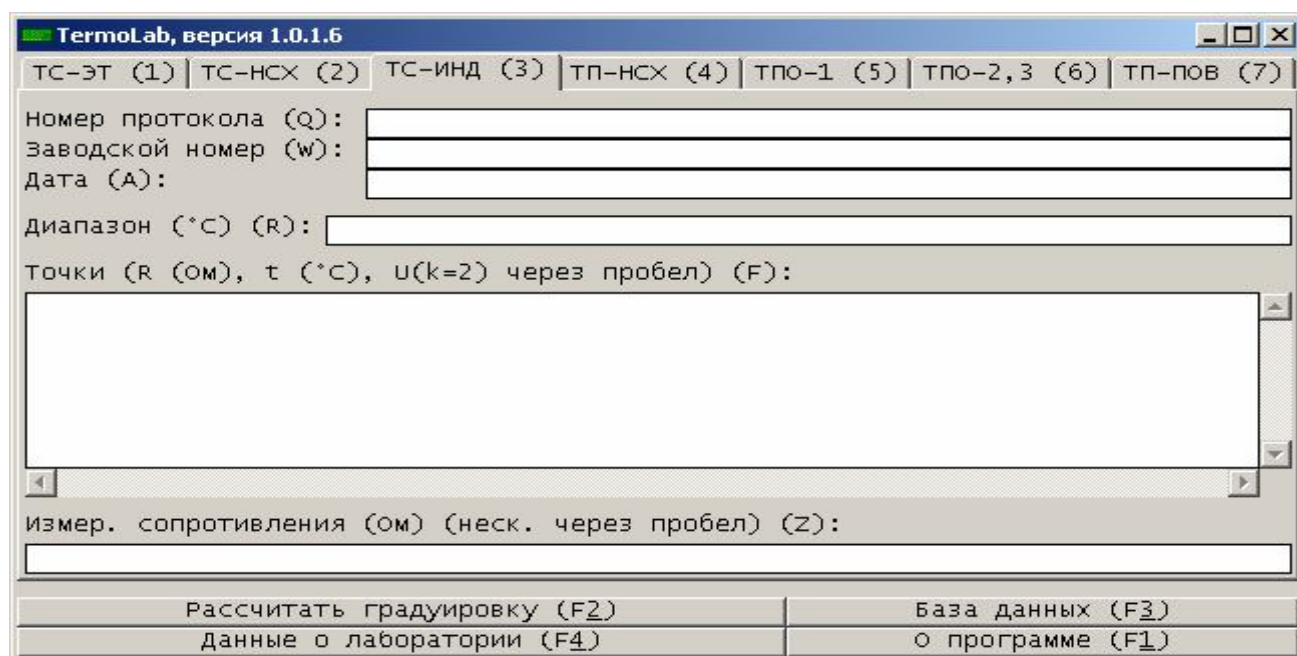 TermoLab, версия 1.0.1.6
ТС-ЭТ (1) ТС-НСХ (2) ТС-ИНД (3) ТП-НСХ (4) ТПО-1 (5) ТПО-2,3 (6) ТП-ПОВ (7)
Номер протокола (Q):
Заводской номер (W):
Дата (A):
Диапазон (°C) (R):
Точки (R (Ом), t (°C), U(k=2) через пробел) (F):
Измер. сопротивления (Ом) (неск. через пробел) (Z):
Рассчитать градуировку (F2) База данных (F3)
Данные о лаборатории (F4) О программе (F1)